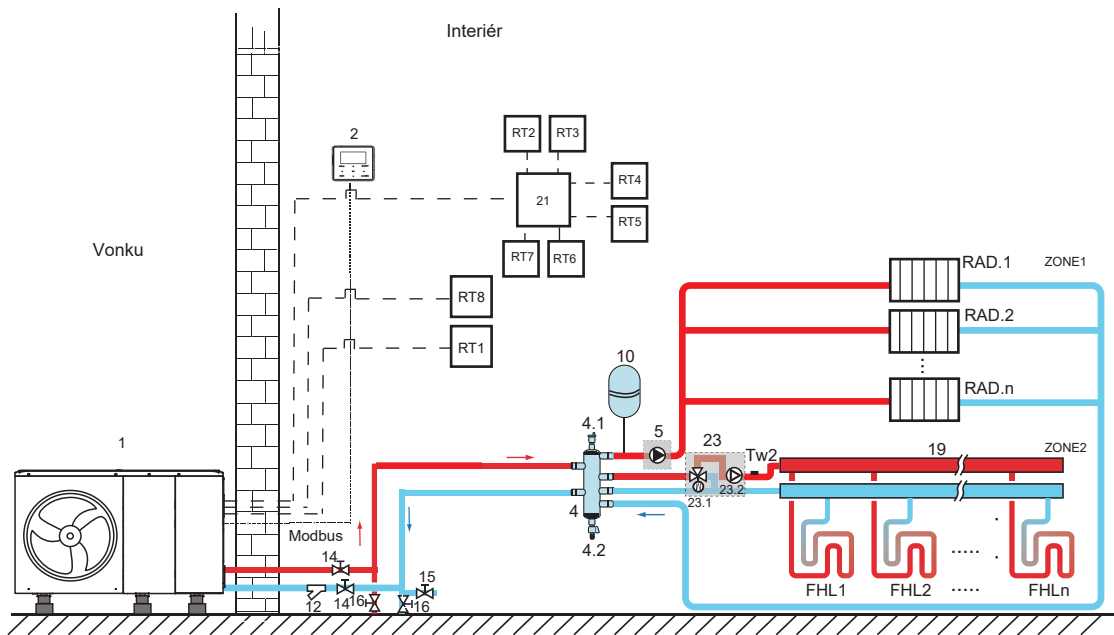 Interiér
Vonku
2
RT2
RT3
RT4
21
RT5
RT7
RT6
RT8
RT1
RAD.1
ZONE1
RAD.2
RAD.n
10
4.1
5
23
Tw2
19
ZONE2
23.1
23.2
4
4.2
1
Modbus
14
12
14
16
16
15
FHL1
FHL2
FHLn